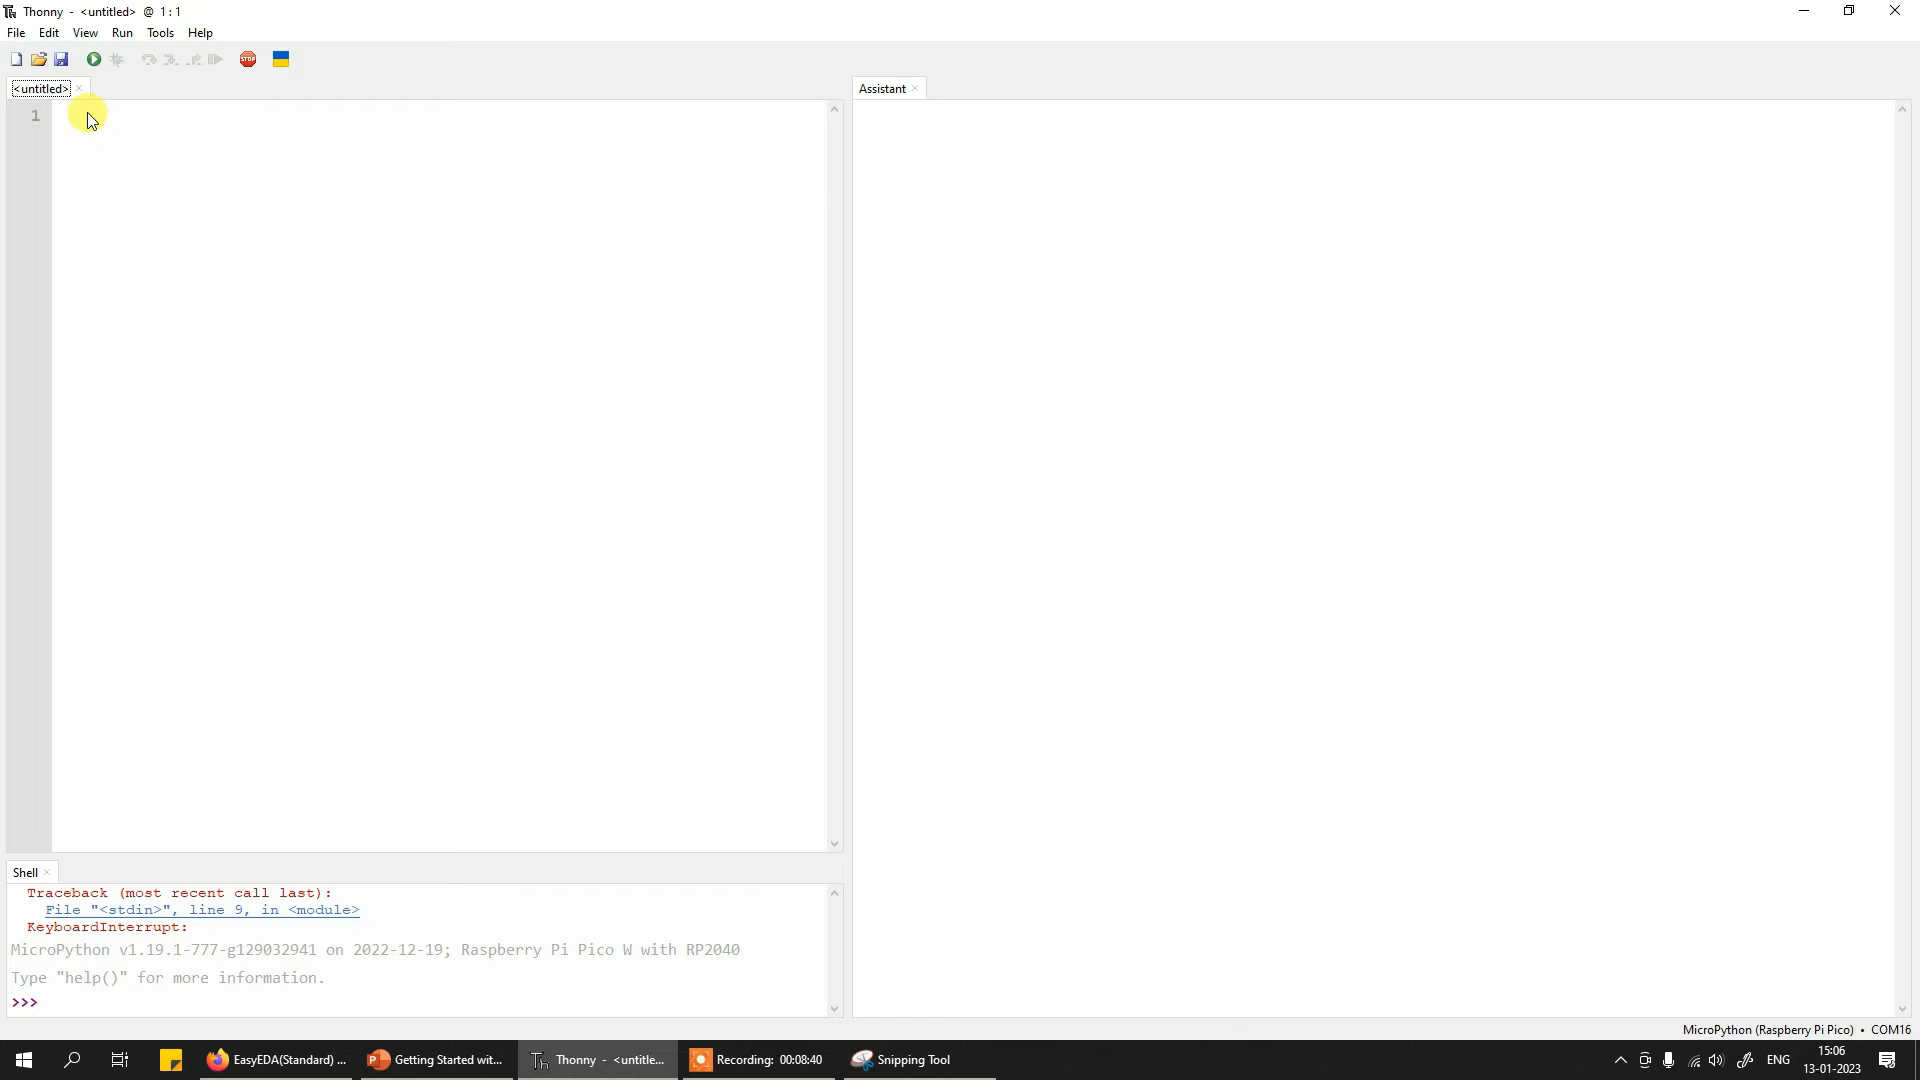 Thonny - <untitled> @ 1:1
File Edit View Run Tools Help
STOP
<untitled>
Assistant
1
Shell
Traceback (most recent call last):
File "<stdin>", line 9, in <module>
KeyboardInterrupt:
MicroPython v1.19.1-777-g129032941 on 2022-12-19; Raspberry Pi Pico W with RP2040
Type "help()" for more information.
>>>
MicroPython (Raspberry Pi Pico) • COM16
EasyEDA(Standard) ... Getting Started wit... Thonny - <untitle... Recording: 00:08:40 Snipping Tool ENG 15:06
13-01-2023